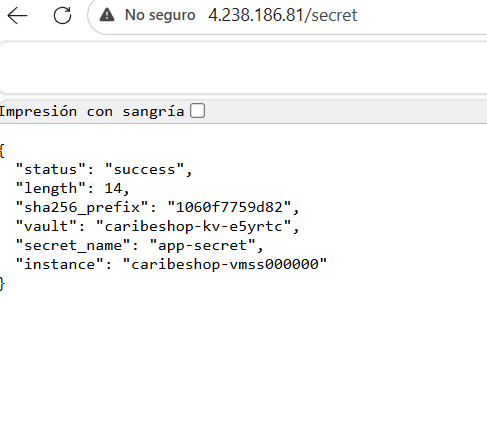 No seguro 4.238.186.81/secret
Impresión con sangría
{
  "status": "success",
  "length": 14,
  "sha256_prefix": "1060f7759d82",
  "vault": "caribeshop-kv-e5yrtc",
  "secret_name": "app-secret",
  "instance": "caribeshop-vmss000000"
}